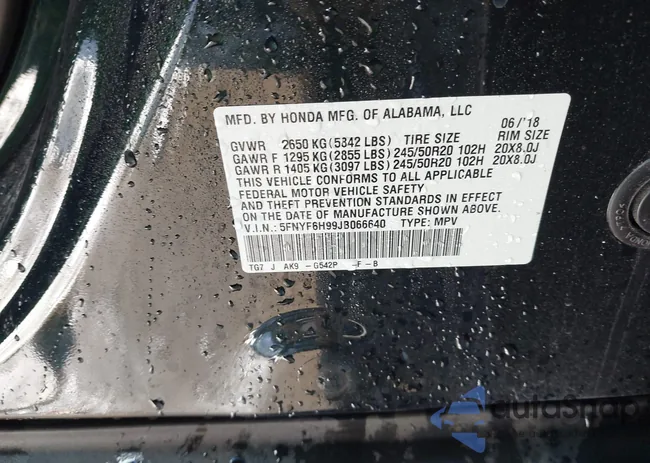 MFD. BY HONDA MFG. OF ALABAMA, LLC 06/'18
GVWR 2650 KG (5842 LBS) TIRE SIZE RIM SIZE
GAWR F 1295 KG (2855 LBS) 245/50R20 102H 20X8.0J
GAWR R 1405 KG (3097 LBS) 245/50R20 102H 20X8.0J
THIS VEHICLE CONFORMS TO ALL APPLICABLE
FEDERAL MOTOR VEHICLE SAFETY
AND THEFT PREVENTION STANDARDS IN EFFECT
ON THE DATE OF MANUFACTURE SHOWN ABOVE.
V.I.N.: 5FNYF6H99JB066640 TYPE: MPV
TG7 J AK9 - G542P -F-B
autoSnap